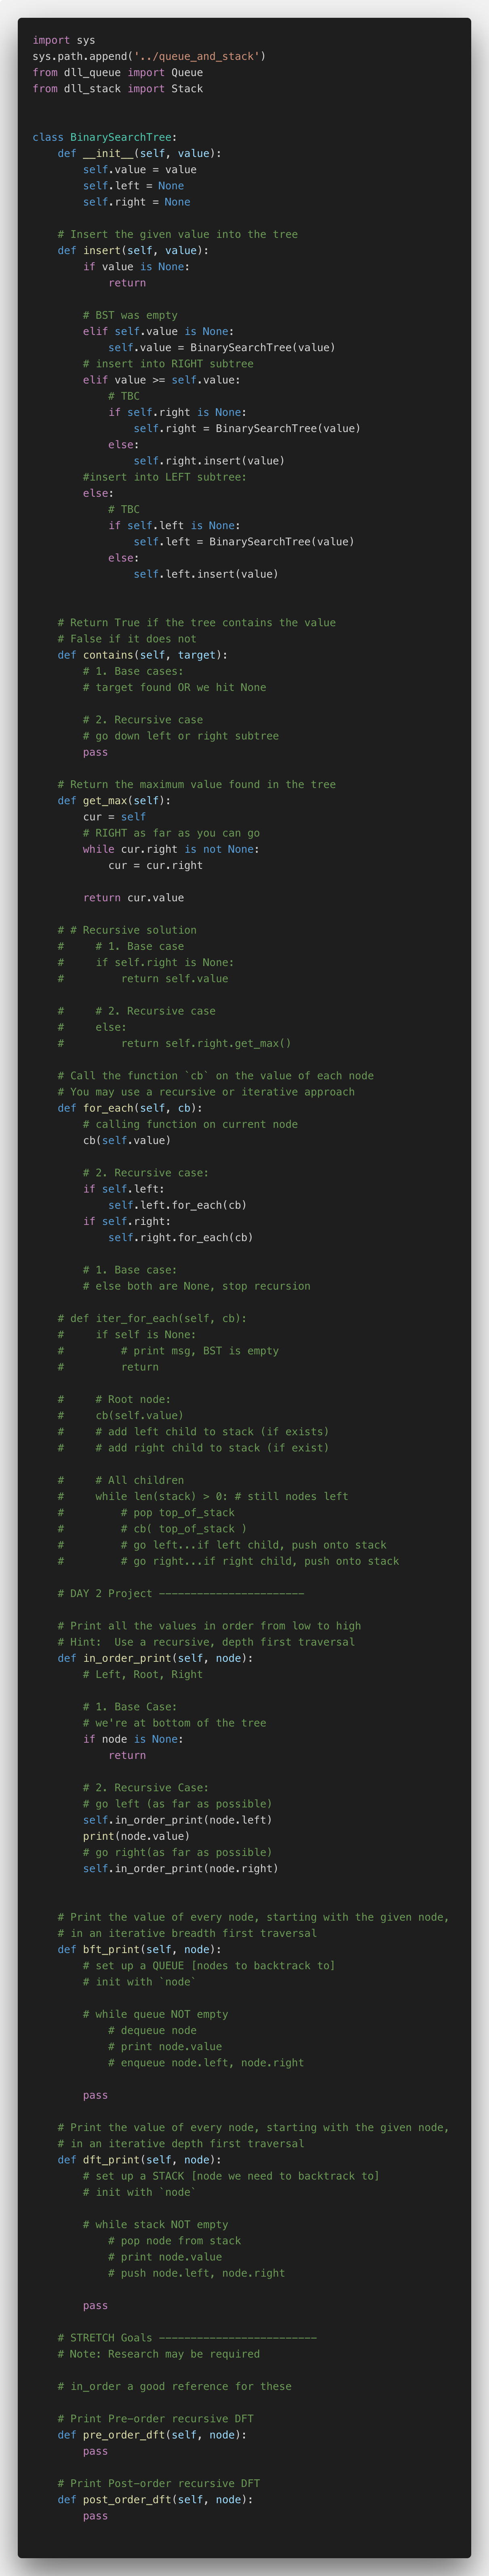 import sys
sys.path.append('../queue_and_stack')
from dll_queue import Queue
from dll_stack import Stack


class BinarySearchTree:
    def __init__(self, value):
        self.value = value
        self.left = None
        self.right = None

    # Insert the given value into the tree
    def insert(self, value):
        if value is None:
            return

        # BST was empty
        elif self.value is None:
            self.value = BinarySearchTree(value)
        # insert into RIGHT subtree
        elif value >= self.value:
            # TBC
            if self.right is None:
                self.right = BinarySearchTree(value)
            else:
                self.right.insert(value)
        #insert into LEFT subtree:
        else:
            # TBC
            if self.left is None:
                self.left = BinarySearchTree(value)
            else:
                self.left.insert(value)


    # Return True if the tree contains the value
    # False if it does not
    def contains(self, target):
        # 1. Base cases:
        # target found OR we hit None

        # 2. Recursive case
        # go down left or right subtree
        pass

    # Return the maximum value found in the tree
    def get_max(self):
        cur = self
        # RIGHT as far as you can go
        while cur.right is not None:
            cur = cur.right

        return cur.value

    # # Recursive solution
    #     # 1. Base case
    #     if self.right is None:
    #         return self.value

    #     # 2. Recursive case
    #     else:
    #         return self.right.get_max()

    # Call the function `cb` on the value of each node
    # You may use a recursive or iterative approach
    def for_each(self, cb):
        # calling function on current node
        cb(self.value)

        # 2. Recursive case:
        if self.left:
            self.left.for_each(cb)
        if self.right:
            self.right.for_each(cb)

        # 1. Base case:
        # else both are None, stop recursion

    # def iter_for_each(self, cb):
    #     if self is None:
    #         # print msg, BST is empty
    #         return

    #     # Root node:
    #     cb(self.value)
    #     # add left child to stack (if exists)
    #     # add right child to stack (if exist)

    #     # All children
    #     while len(stack) > 0: # still nodes left
    #         # pop top_of_stack
    #         # cb( top_of_stack )
    #         # go left...if left child, push onto stack
    #         # go right...if right child, push onto stack

    # DAY 2 Project -----------------------

    # Print all the values in order from low to high
    # Hint:  Use a recursive, depth first traversal
    def in_order_print(self, node):
        # Left, Root, Right

        # 1. Base Case:
        # we're at bottom of the tree
        if node is None:
            return

        # 2. Recursive Case:
        # go left (as far as possible)
        self.in_order_print(node.left)
        print(node.value)
        # go right(as far as possible)
        self.in_order_print(node.right)


    # Print the value of every node, starting with the given node,
    # in an iterative breadth first traversal
    def bft_print(self, node):
        # set up a QUEUE [nodes to backtrack to]
        # init with `node`

        # while queue NOT empty
            # dequeue node
            # print node.value
            # enqueue node.left, node.right

        pass

    # Print the value of every node, starting with the given node,
    # in an iterative depth first traversal
    def dft_print(self, node):
        # set up a STACK [node we need to backtrack to]
        # init with `node`

        # while stack NOT empty
            # pop node from stack
            # print node.value
            # push node.left, node.right

        pass

    # STRETCH Goals -------------------------
    # Note: Research may be required

    # in_order a good reference for these

    # Print Pre-order recursive DFT
    def pre_order_dft(self, node):
        pass

    # Print Post-order recursive DFT
    def post_order_dft(self, node):
        pass